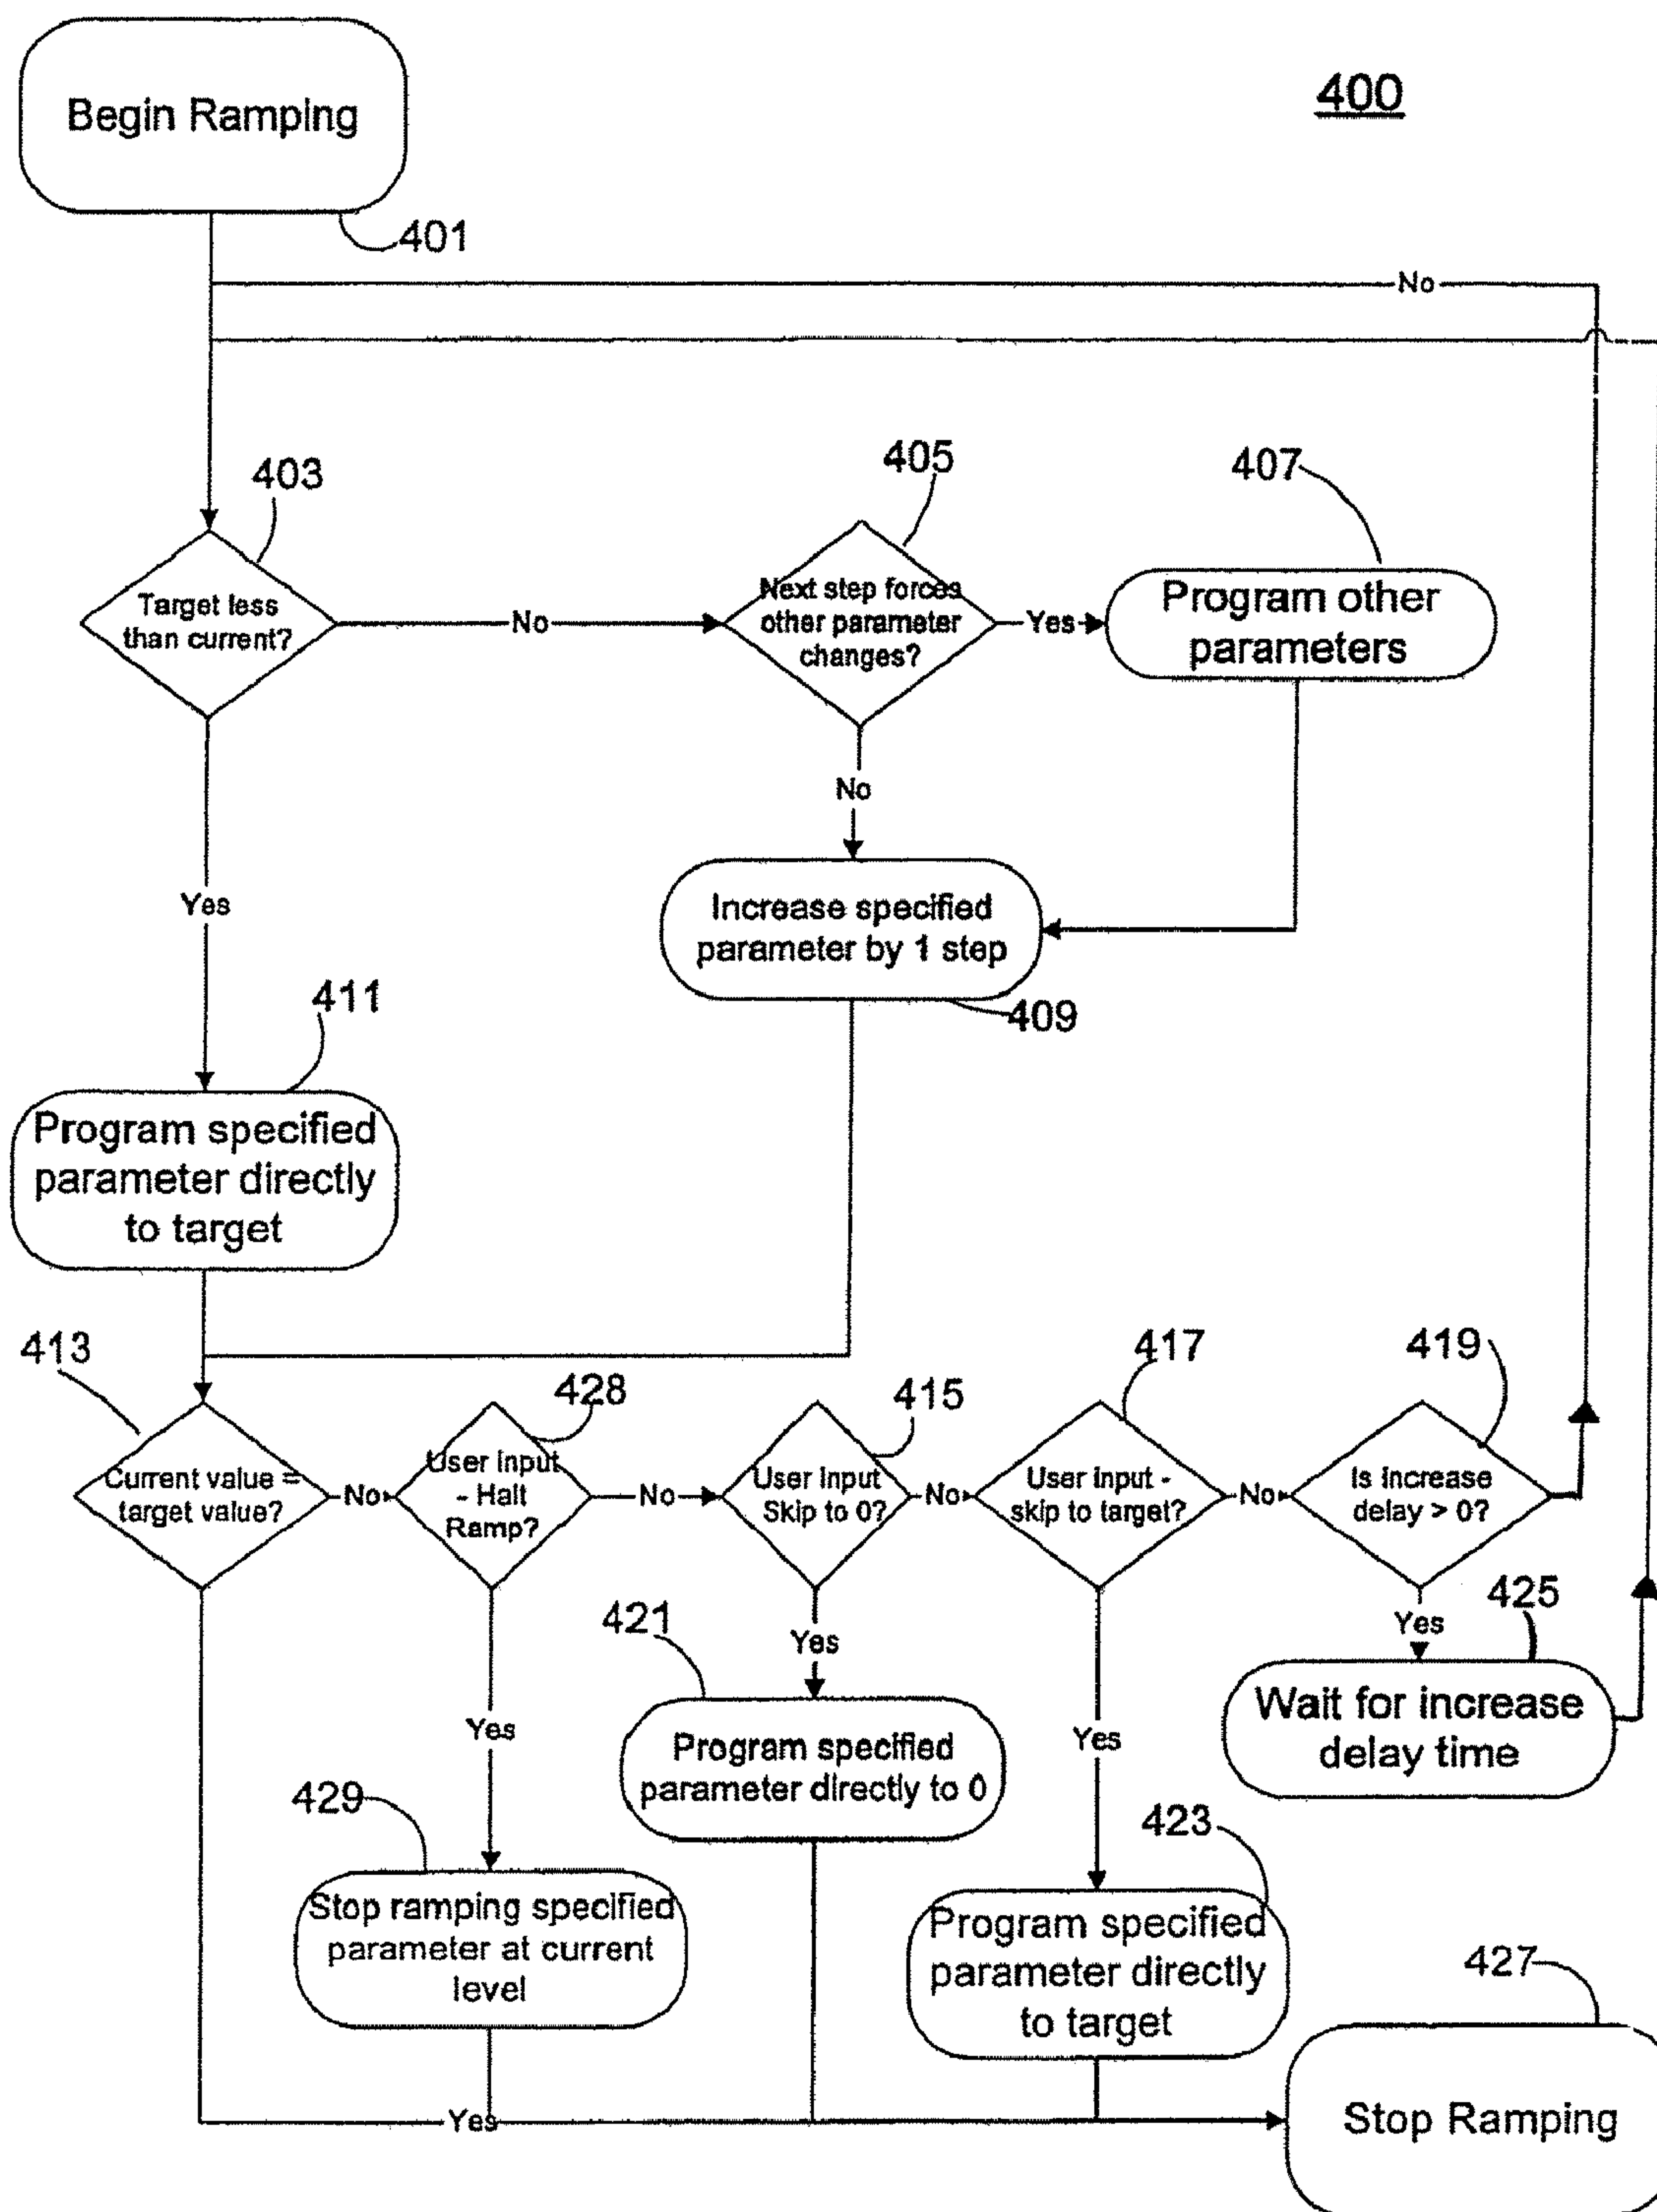 Begin Ramping
400
401
No
403
405
407
Target less
than current?
No
Next step forces
other parameter
changes?
Yes
Program other
parameters
No
Yes
Increase specified
parameter by 1 step
409
411
Program specified
parameter directly
to target
413
428
415
417
419
Current value =
target value?
No
User input
- Halt
Ramp?
No
User input
Skip to 0?
No
User input -
skip to target?
No
Is increase
delay > 0?
421
Yes
425
Yes
Wait for increase
delay time
Yes
Program specified
parameter directly to 0
Yes
429
423
Stop ramping specified
parameter at current
level
Program specified
parameter directly
to target
427
Yes
Stop Ramping